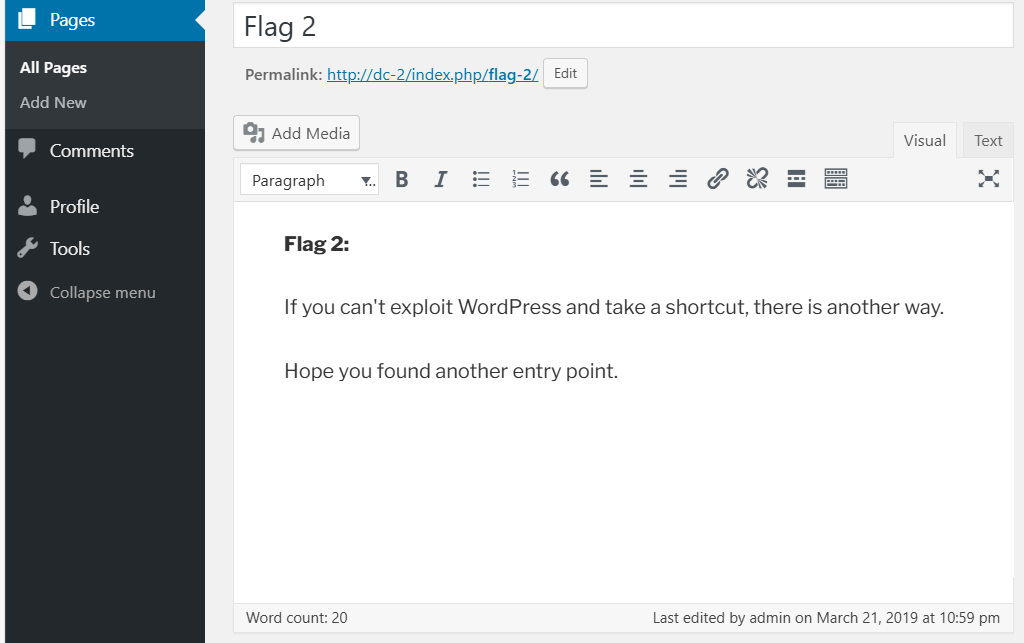 Pages
All Pages
Add New
Comments
Profile
Tools
Collapse menu
Flag 2
Permalink: http://dc-2/index.php/flag-2/ Edit
Add Media
Visual Text
Paragraph
Flag 2:
If you can't exploit WordPress and take a shortcut, there is another way.
Hope you found another entry point.
Word count: 20 Last edited by admin on March 21, 2019 at 10:59 pm